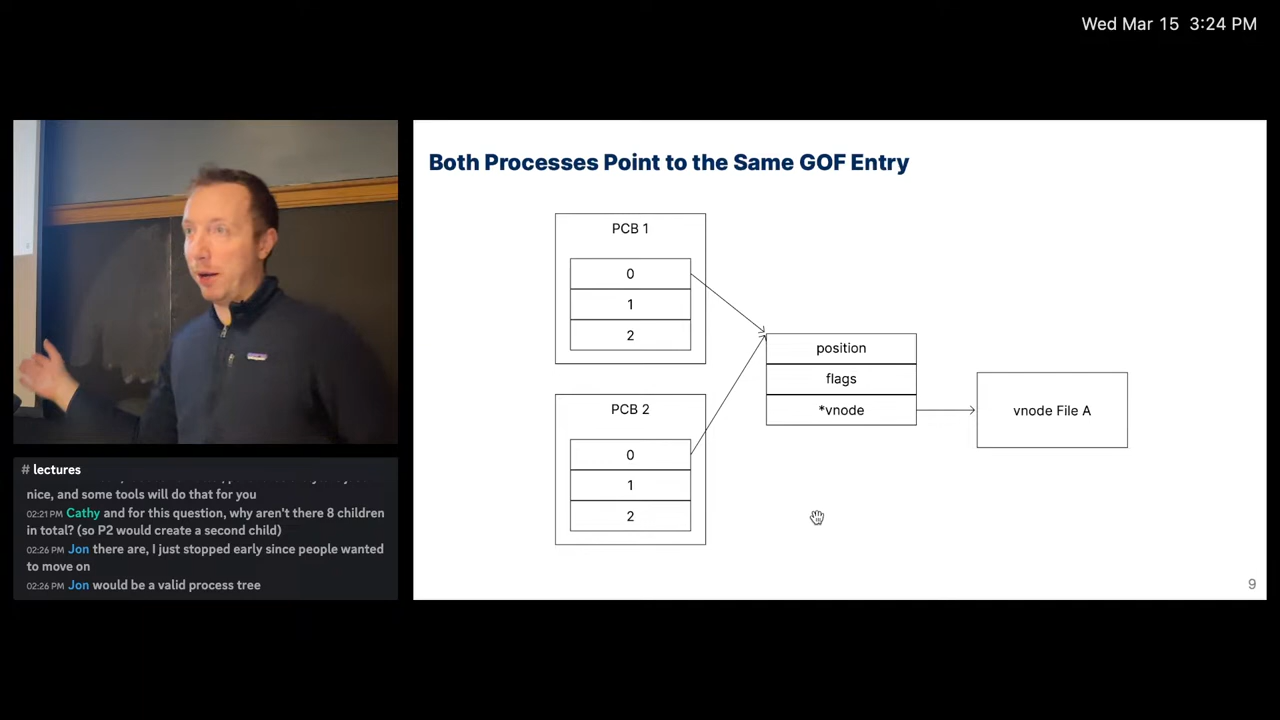 Wed Mar 15 3:24 PM
Both Processes Point to the Same GOF Entry
PCB 1
0
1
2
PCB 2
0
1
2
position
flags
*vnode
vnode File A
9
# lectures
nice, and some tools will do that for you
02:21 PM Cathy and for this question, why aren't there 8 children
in total? (so P2 would create a second child)
02:26 PM Jon there are, I just stopped early since people wanted
to move on
02:26 PM Jon would be a valid process tree